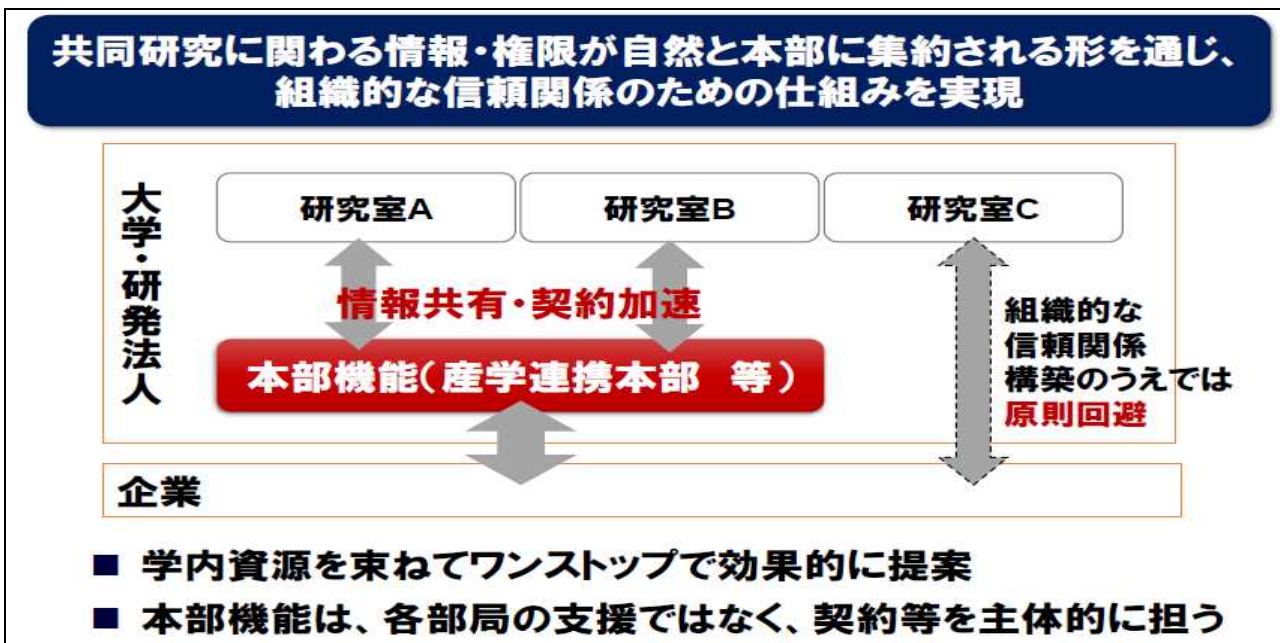 共同研究に関わる情報・権限が自然と本部に集約される形を通じ、
組織的な信頼関係のための仕組みを実現
大学・研発法人
研究室A
研究室B
研究室C
情報共有・契約加速
本部機能（産学連携本部　等）
組織的な
信頼関係
構築のうえでは
原則回避
企業
■ 学内資源を束ねてワンストップで効果的に提案
■ 本部機能は、各部局の支援ではなく、契約等を主体的に担う